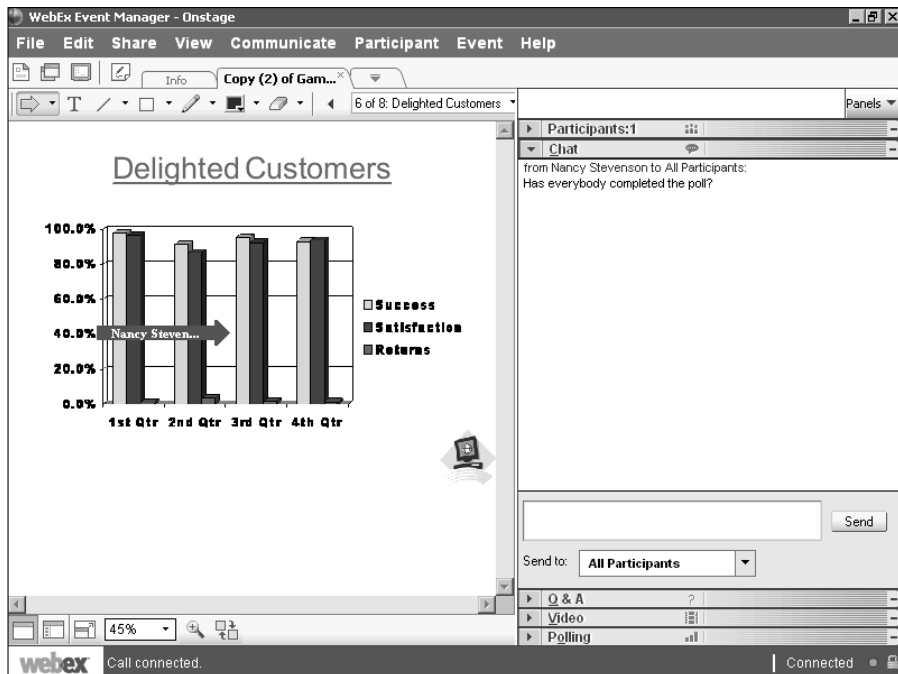 WebEx Event Manager - Onstage
File Edit Share View Communicate Participant Event Help
Info Copy (2) of Gam...
T 6 of 8: Delighted Customers Panels
Participants:1
Chat
from Nancy Stevenson to All Participants:
Has everybody completed the poll?
Delighted Customers
100.0%
80.0%
60.0%
40.0%
20.0%
0.0%
Nancy Steven...
1st Qtr 2nd Qtr 3rd Qtr 4th Qtr
Success
Satisfaction
Returns
Send
Send to: All Participants
Q & A ?
Video
Polling
45%
webex Call connected. Connected